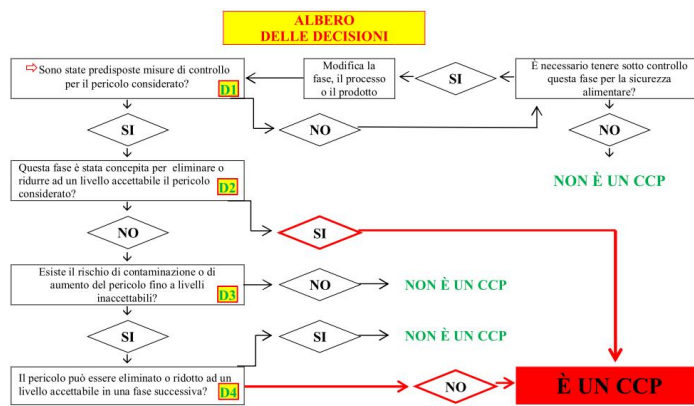 ALBERO
DELLE DECISIONI
⇨Sono state predisposte misure di controllo
per il pericolo considerato?
D1
Modifica la
fase, il processo
o il prodotto
SI
È necessario tenere sotto controllo
questa fase per la sicurezza
alimentare?
SI
NO
NO
Questa fase è stata concepita per eliminare o
ridurre ad un livello accettabile il pericolo
considerato?
D2
NON È UN CCP
NO
SI
Esiste il rischio di contaminazione o di
aumento del pericolo fino a livelli
inaccettabili?
D3
NO
NON È UN CCP
SI
SI
NON È UN CCP
Il pericolo può essere eliminato o ridotto ad un
livello accettabile in una fase successiva?
D4
NO
È UN CCP